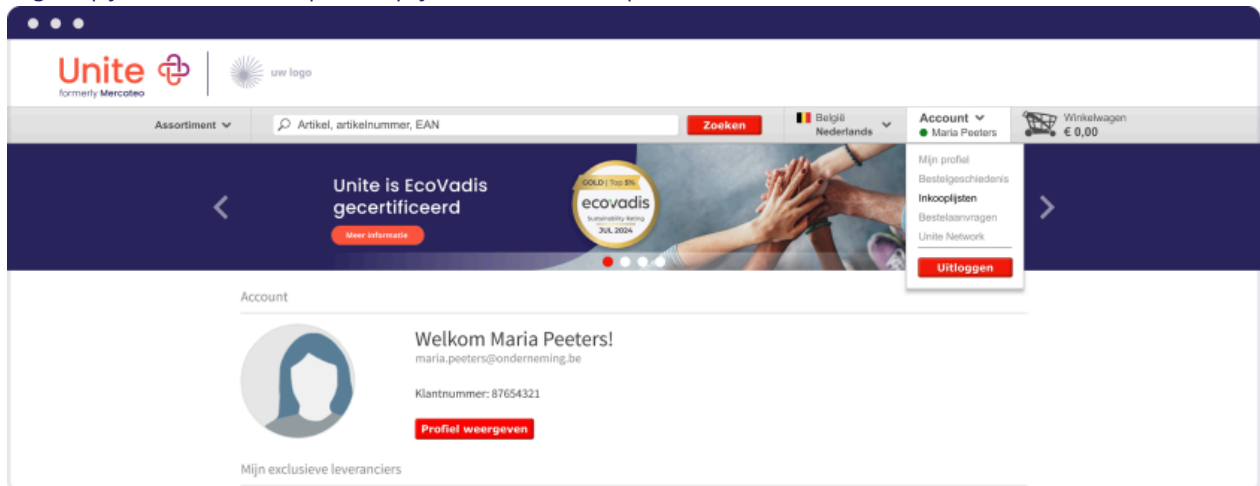 Unite
formerly Mercateo
uw logo
Assortiment
Artikel, artikelnummer, EAN
Zoeken
België
Nederlands
Account
Maria Peeters
Winkelwagen
€ 0,00
Unite is EcoVadis
gecertificeerd
Meer informatie
GOLD | Top 5%
ecovadis
Sustainability Rating
JUL 2024
Mijn profiel
Bestelgeschiedenis
Inkooplijsten
Bestelaanvragen
Unite Network
Uitloggen
Account
Welkom Maria Peeters!
maria.peeters@onderneming.be
Klantnummer: 87654321
Profiel weergeven
Mijn exclusieve leveranciers